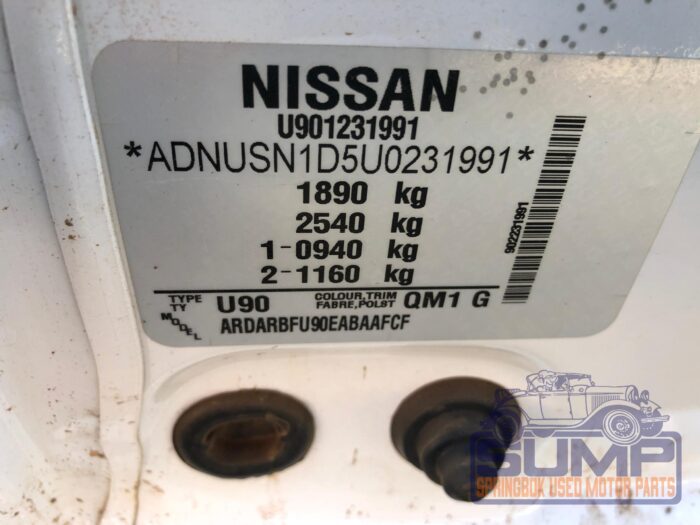 NISSAN
U901231991
*ADNUSN1D5U0231991*
1890 kg
2540 kg
1-0940 kg
2-1160 kg
902231991
TYPE TY U90 COLOUR,TRIM FABRE,POLST QM1 G
MODEL ARDARBFU90EABAAFCF
SUMP
SPRINGBOK USED MOTOR PARTS